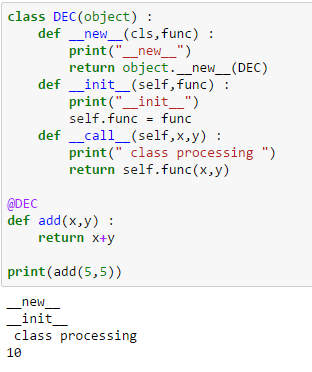 class DEC(object) :
    def __new__(cls,func) :
        print("__new__")
        return object.__new__(DEC)
    def __init__(self,func) :
        print("__init__")
        self.func = func
    def __call__(self,x,y) :
        print(" class processing ")
        return self.func(x,y)

@DEC
def add(x,y) :
    return x+y

print(add(5,5))
__new__
__init__
 class processing
10